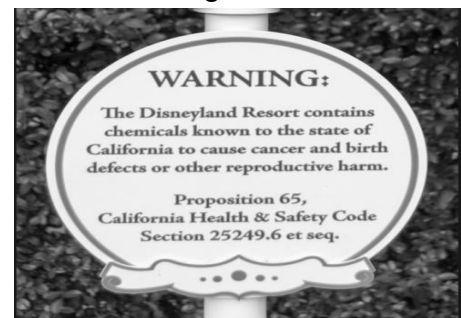 WARNING:
The Disneyland Resort contains
chemicals known to the state of
California to cause cancer and birth
defects or other reproductive harm.
Proposition 65,
California Health & Safety Code
Section 25249.6 et seq.